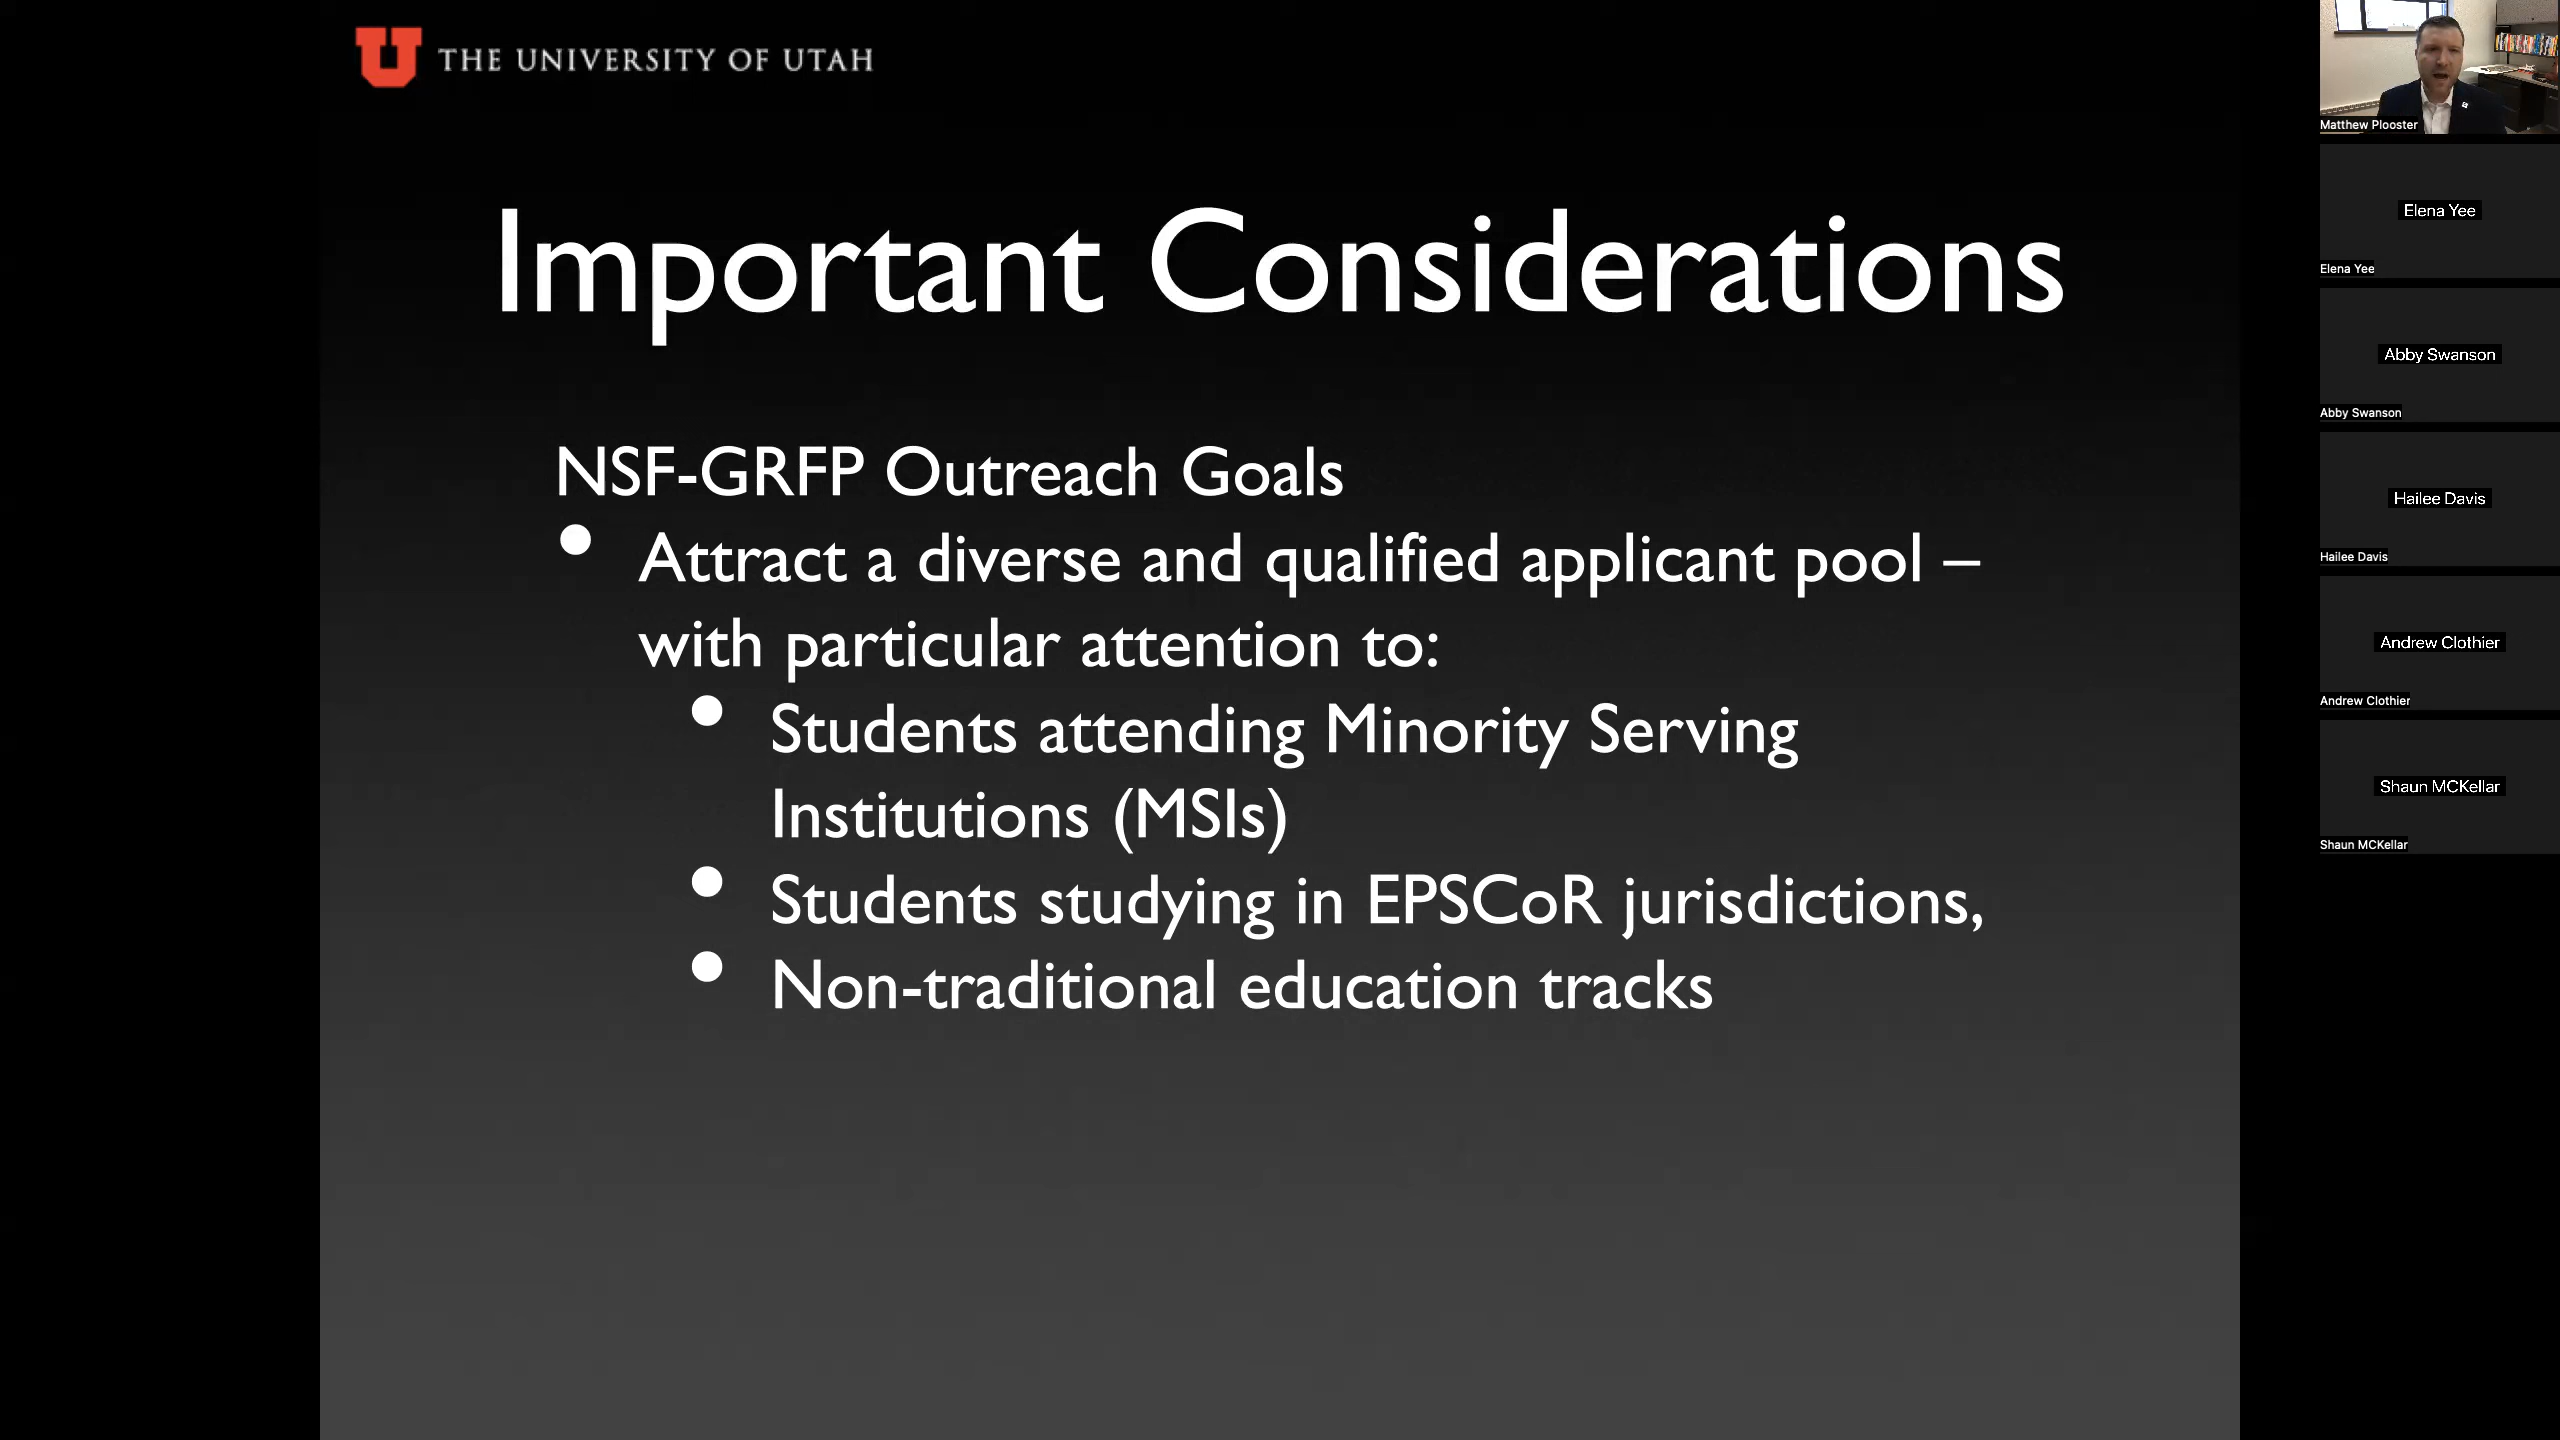 THE UNIVERSITY OF UTAH
Important Considerations
NSF-GRFP Outreach Goals
• Attract a diverse and qualified applicant pool –
with particular attention to:
• Students attending Minority Serving
Institutions (MSIs)
• Students studying in EPSCoR jurisdictions,
• Non-traditional education tracks
Matthew Plooster
Elena Yee
Elena Yee
Abby Swanson
Abby Swanson
Hailee Davis
Hailee Davis
Andrew Clothier
Andrew Clothier
Shaun MCKellar
Shaun MCKellar